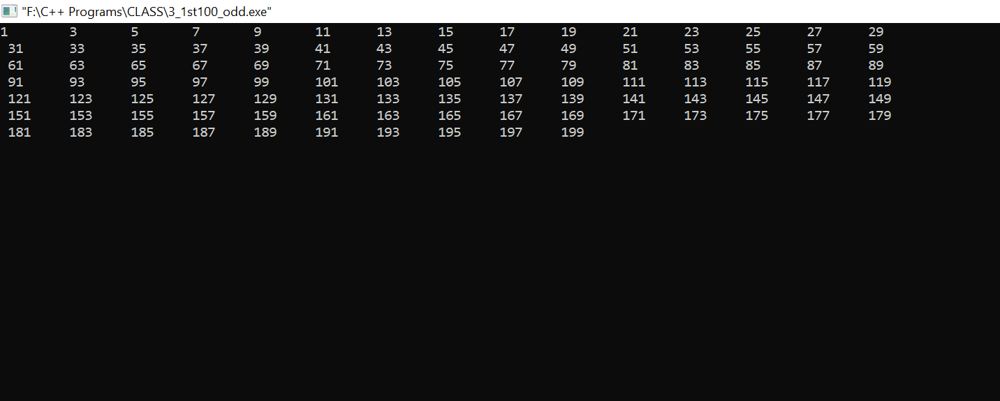 "F:\C++ Programs\CLASS\3_1st100_odd.exe"
1 3 5 7 9 11 13 15 17 19 21 23 25 27 29
31 33 35 37 39 41 43 45 47 49 51 53 55 57 59
61 63 65 67 69 71 73 75 77 79 81 83 85 87 89
91 93 95 97 99 101 103 105 107 109 111 113 115 117 119
121 123 125 127 129 131 133 135 137 139 141 143 145 147 149
151 153 155 157 159 161 163 165 167 169 171 173 175 177 179
181 183 185 187 189 191 193 195 197 199